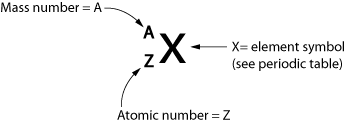 Mass number = A
A
X
Z
X= element symbol
(see periodic table)
Atomic number = Z